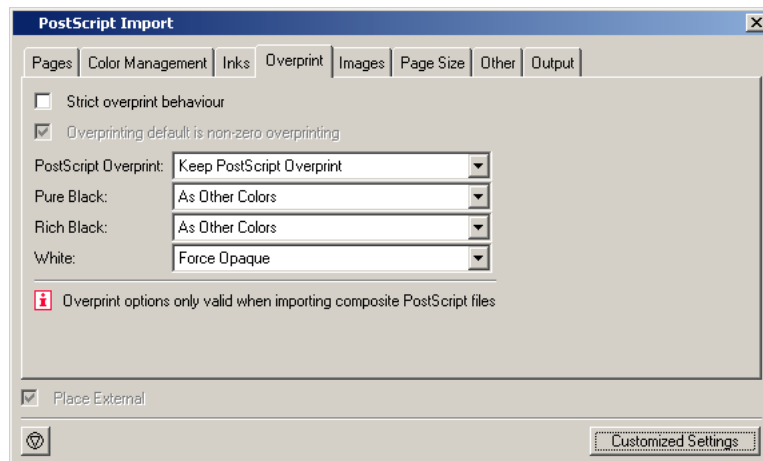 PostScript Import
Pages Color Management Inks Overprint Images Page Size Other Output
Strict overprint behaviour
Overprinting default is non-zero overprinting
PostScript Overprint: Keep PostScript Overprint
Pure Black: As Other Colors
Rich Black: As Other Colors
White: Force Opaque
Overprint options only valid when importing composite PostScript files
Place External
Customized Settings